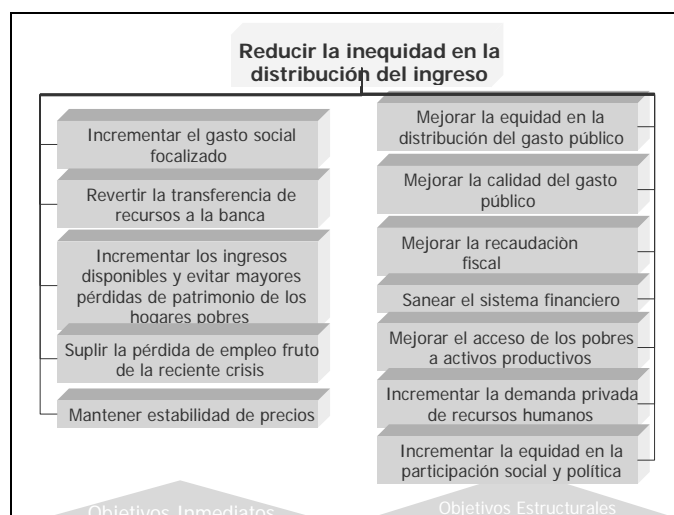 Reducir la inequidad en la
distribución del ingreso
Incrementar el gasto social
focalizado
Revertir la transferencia de
recursos a la banca
Incrementar los ingresos
disponibles y evitar mayores
pérdidas de patrimonio de los
hogares pobres
Suplir la pérdida de empleo fruto
de la reciente crisis
Mantener estabilidad de precios
Objetivos Inmediatos
Mejorar la equidad en la
distribución del gasto público
Mejorar la calidad del gasto
público
Mejorar la recaudaciòn
fiscal
Sanear el sistema financiero
Mejorar el acceso de los pobres
a activos productivos
Incrementar la demanda privada
de recursos humanos
Incrementar la equidad en la
participación social y política
Objetivos Estructurales